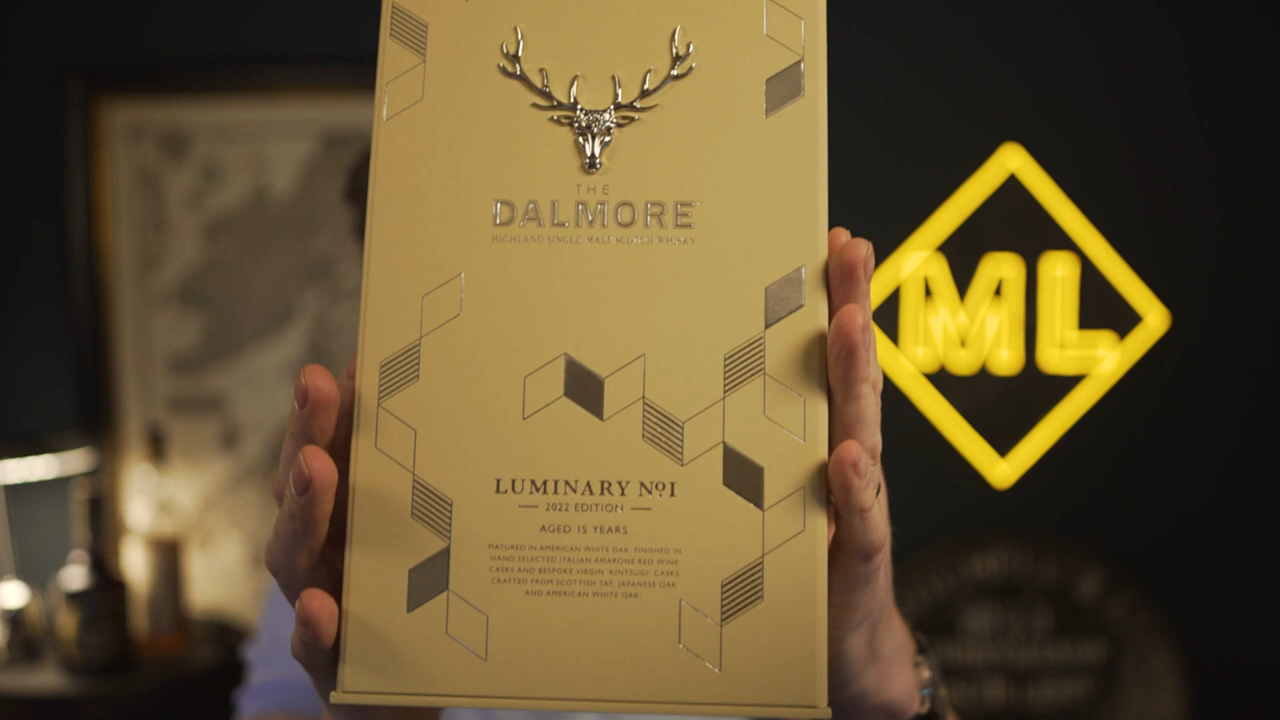 THE
DALMORE
HIGHLAND SINGLE MALT SCOTCH WHISKY
ML
LUMINARY Nº1
2022 EDITION
AGED 15 YEARS
MATURED IN AMERICAN WHITE OAK. FINISHED IN
HAND SELECTED ITALIAN AMARONE RED WINE
CASKS AND BESPOKE VIRGIN 'KINTSUGI' CASKS
CRAFTED FROM SCOTTISH TAY, JAPANESE OAK
AND AMERICAN WHITE OAK.